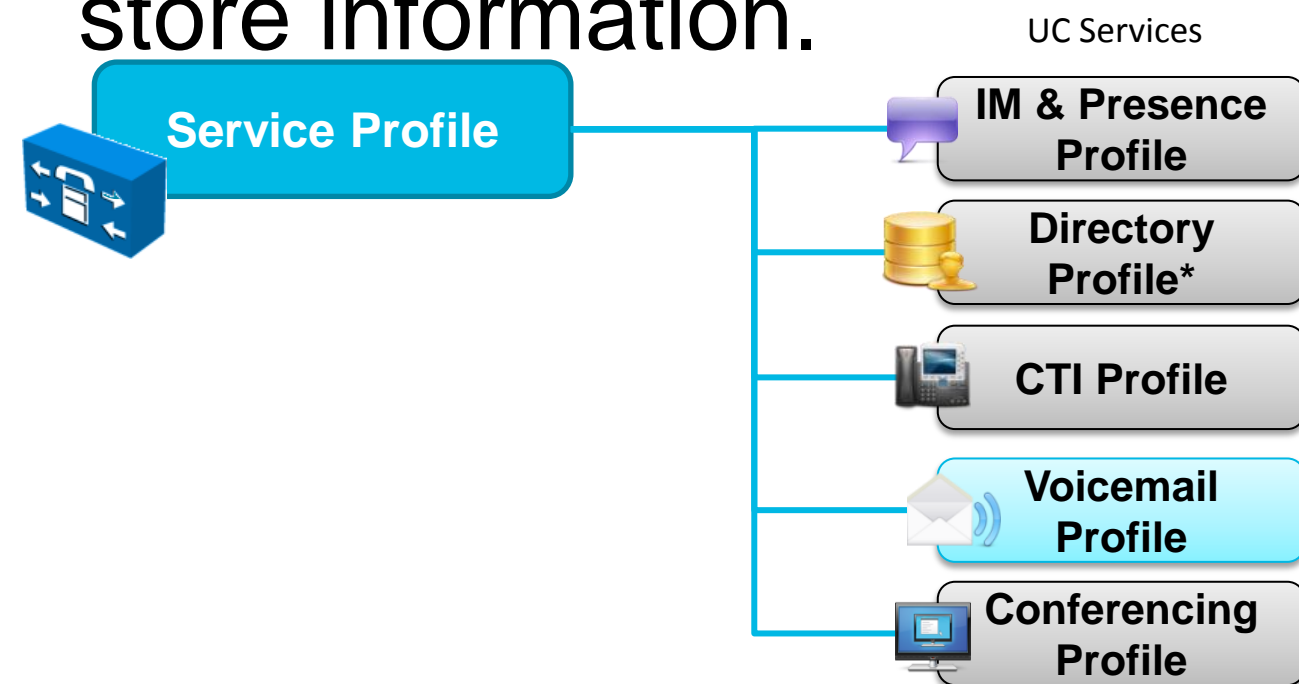 store information.
UC Services
Service Profile
IM & Presence
Profile
Directory
Profile*
CTI Profile
Voicemail
Profile
Conferencing
Profile